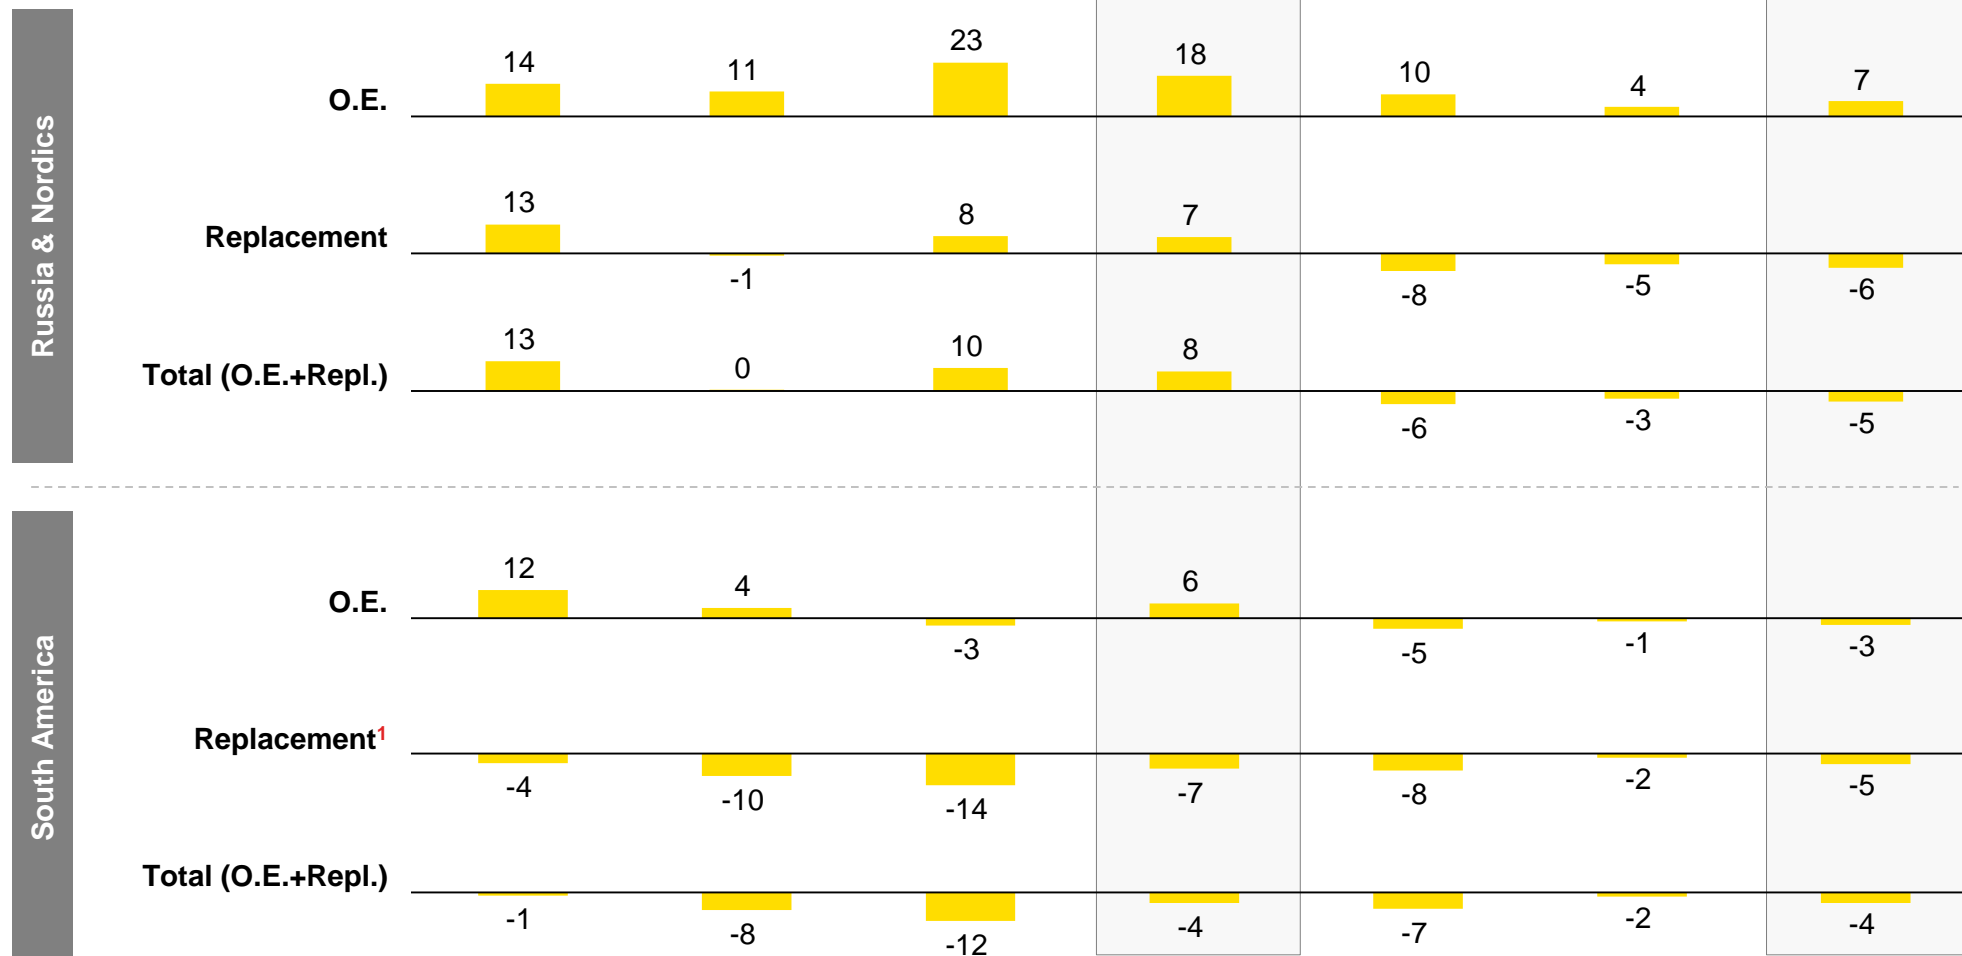 Russia & Nordics
O.E.
14 11 23 18 10 4 7
Replacement
13 -1 8 7 -8 -5 -6
Total (O.E.+Repl.)
13 0 10 8 -6 -3 -5
South America
O.E.
12 4 -3 6 -5 -1 -3
Replacement1
-4 -10 -14 -7 -8 -2 -5
Total (O.E.+Repl.)
-1 -8 -12 -4 -7 -2 -4